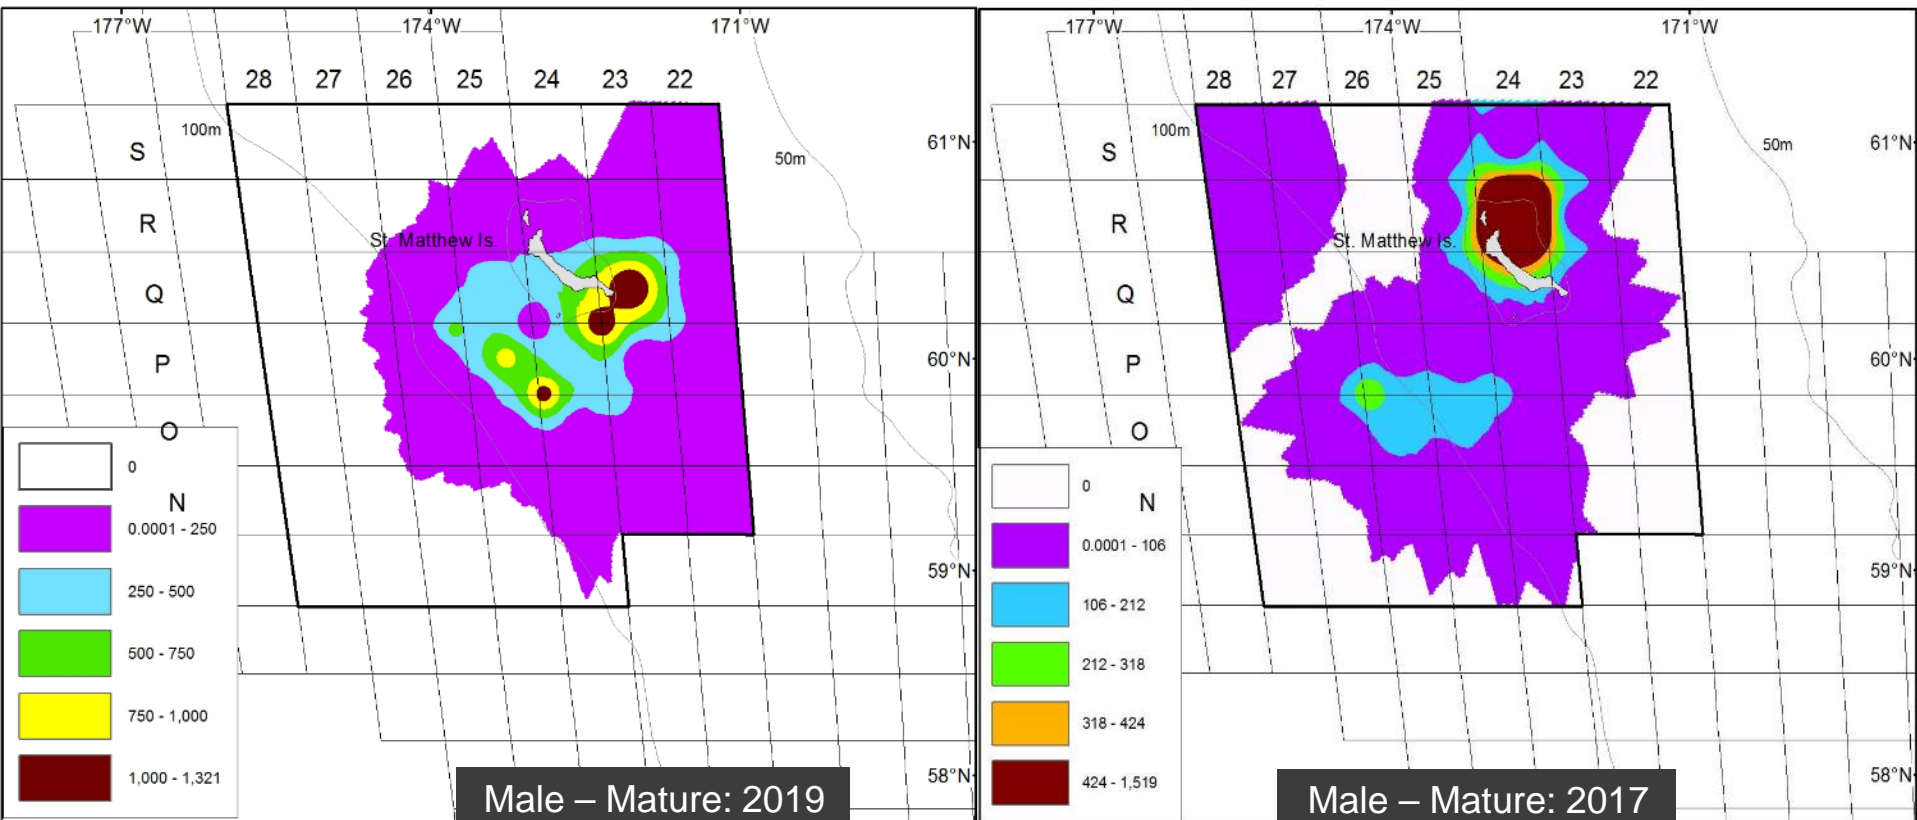 177°W 174°W 171°W
28 27 26 25 24 23 22
100m
61°N
S
50m
R
St. Matthew Is.
Q
P
60°N
O
0
N
0.0001 - 250
250 - 500
59°N
500 - 750
750 - 1,000
1,000 - 1,321
58°N
Male – Mature: 2019
177°W 174°W 171°W
28 27 26 25 24 23 22
100m
61°N
S
50m
R
St. Matthew Is.
Q
P
60°N
O
0
N
0.0001 - 106
59°N
106 - 212
212 - 318
318 - 424
424 - 1,519
58°N
Male – Mature: 2017